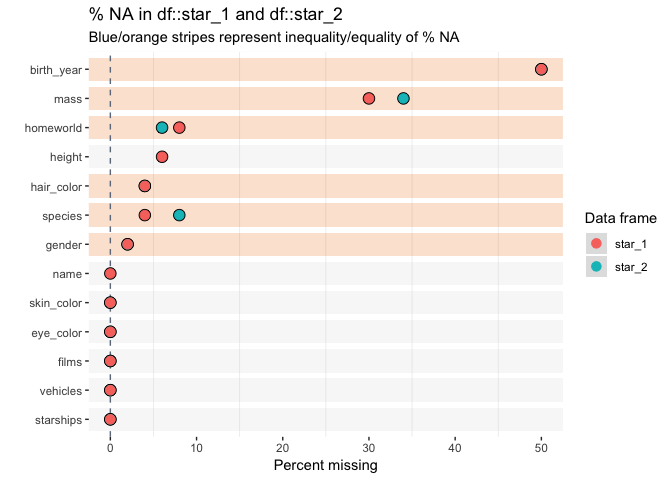 % NA in df::star_1 and df::star_2
Blue/orange stripes represent inequality/equality of % NA
birth_year
mass
homeworld
height
hair_color
species
gender
name
skin_color
eye_color
films
vehicles
starships
0 10 20 30 40 50
Percent missing
Data frame
star_1
star_2